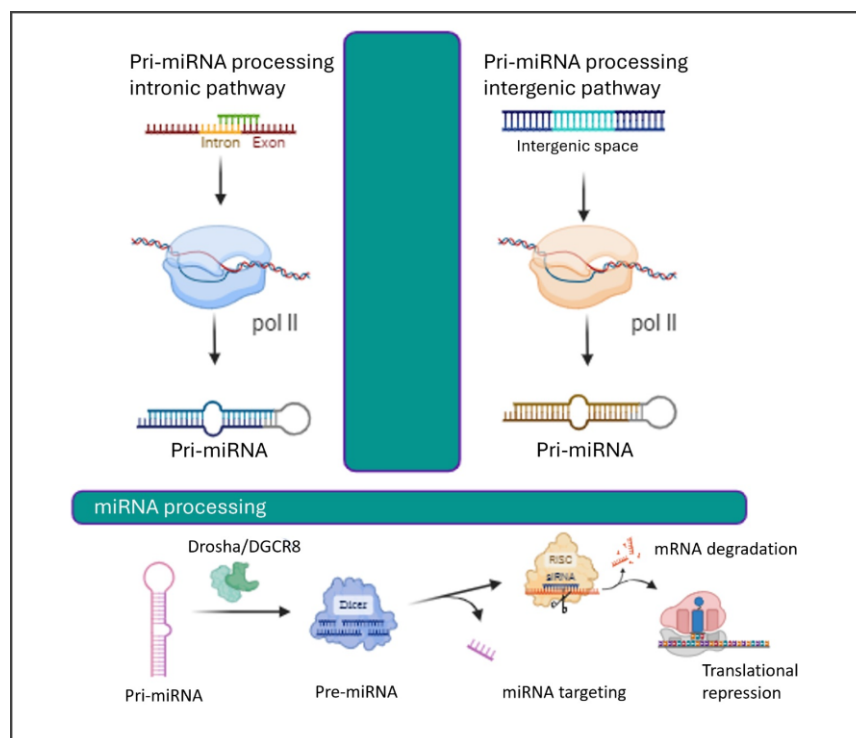 Pri-miRNA processing
intronic pathway
Intron Exon
pol II
Pri-miRNA
Pri-miRNA processing
intergenic pathway
Intergenic space
pol II
Pri-miRNA
miRNA processing
Drosha/DGCR8
Pri-miRNA
Dicer
Pre-miRNA
RISC
siRNA
miRNA targeting
mRNA degradation
Translational
repression